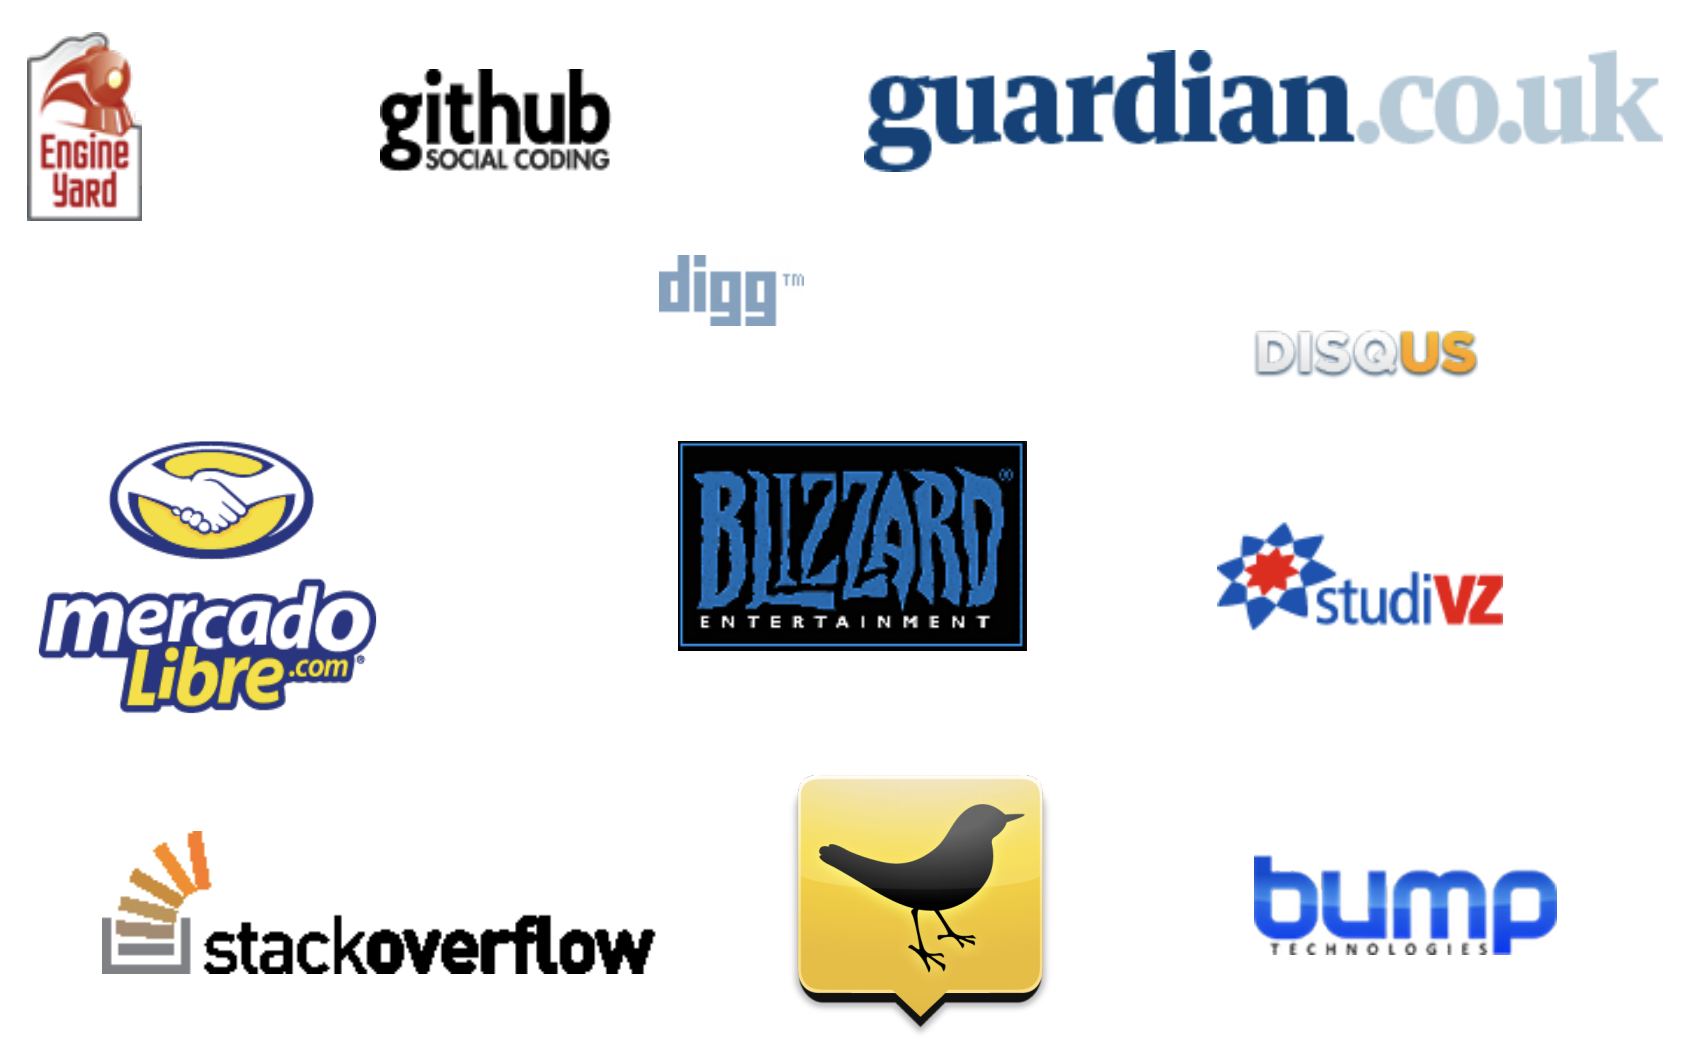 Engine
Yard
github
SOCIAL CODING
guardian.co.uk
digg™
DISQUS
mercado
Libre.com®
BLIZZARD®
ENTERTAINMENT
studiVZ
stackoverflow
bump
TECHNOLOGIES